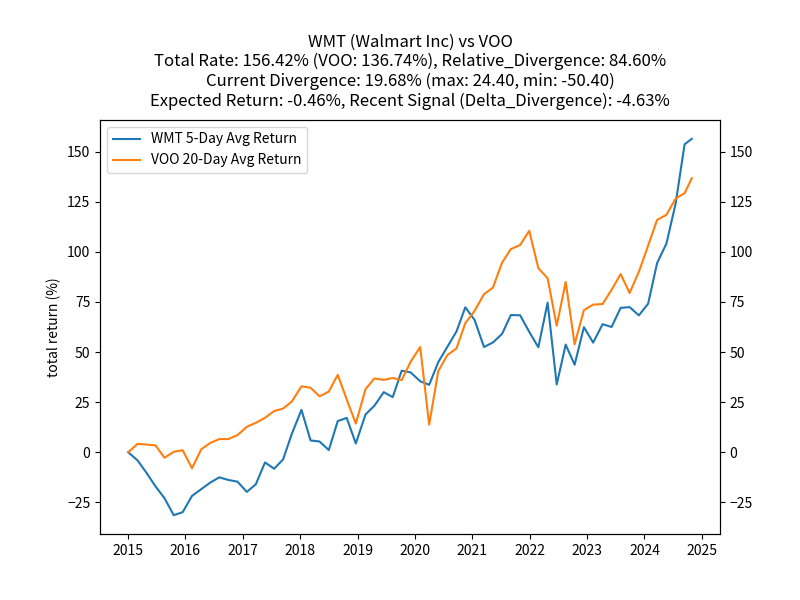 WMT (Walmart Inc) vs VOO
Total Rate: 156.42% (VOO: 136.74%), Relative_Divergence: 84.60%
Current Divergence: 19.68% (max: 24.40, min: -50.40)
Expected Return: -0.46%, Recent Signal (Delta_Divergence): -4.63%
WMT 5-Day Avg Return
VOO 20-Day Avg Return
total return (%)
150
125
100
75
50
25
0
−25
150
125
100
75
50
25
0
−25
2015 2016 2017 2018 2019 2020 2021 2022 2023 2024 2025